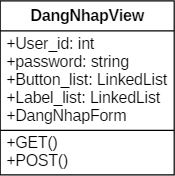 DangNhapView
+User_id: int
+password: string
+Button_list: LinkedList
+Label_list: LinkedList
+DangNhapForm
+GET()
+POST()